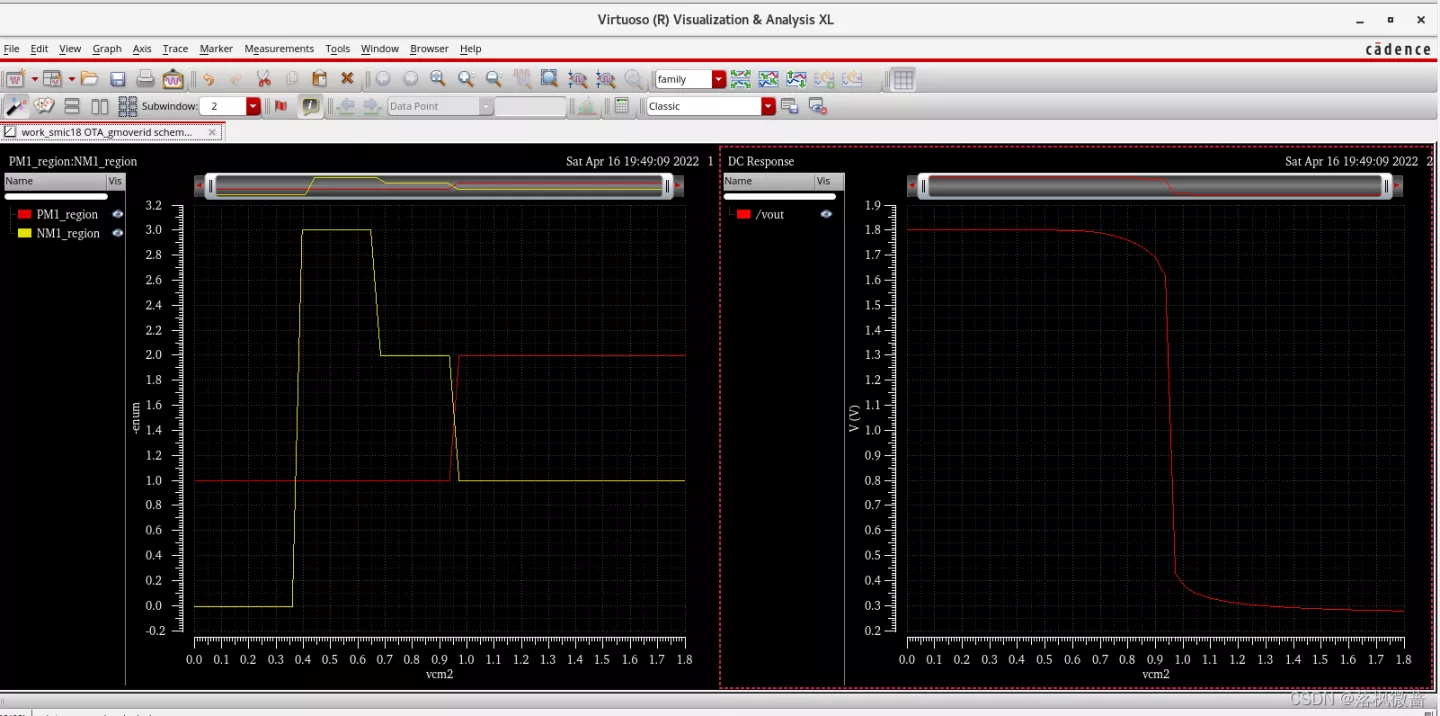 Virtuoso (R) Visualization & Analysis XL
File Edit View Graph Axis Trace Marker Measurements Tools Window Browser Help
cādence
family
Subwindow: 2 Data Point Classic
work_smic18 OTA_gmoverid schem...
PM1_region:NM1_region Sat Apr 16 19:49:09 2022 1
Name Vis
PM1_region
NM1_region
3.2
3.0
2.8
2.6
2.4
2.2
2.0
1.8
1.6
1.4
1.2
1.0
0.8
0.6
0.4
0.2
0.0
-0.2
-enum
0.0 0.1 0.2 0.3 0.4 0.5 0.6 0.7 0.8 0.9 1.0 1.1 1.2 1.3 1.4 1.5 1.6 1.7 1.8
vcm2
DC Response Sat Apr 16 19:49:09 2022 2
Name Vis
/vout
1.9
1.8
1.7
1.6
1.5
1.4
1.3
1.2
1.1
1.0
0.9
0.8
0.7
0.6
0.5
0.4
0.3
0.2
V (V)
0.0 0.1 0.2 0.3 0.4 0.5 0.6 0.7 0.8 0.9 1.0 1.1 1.2 1.3 1.4 1.5 1.6 1.7 1.8
vcm2
CSDN @落枫微蔷